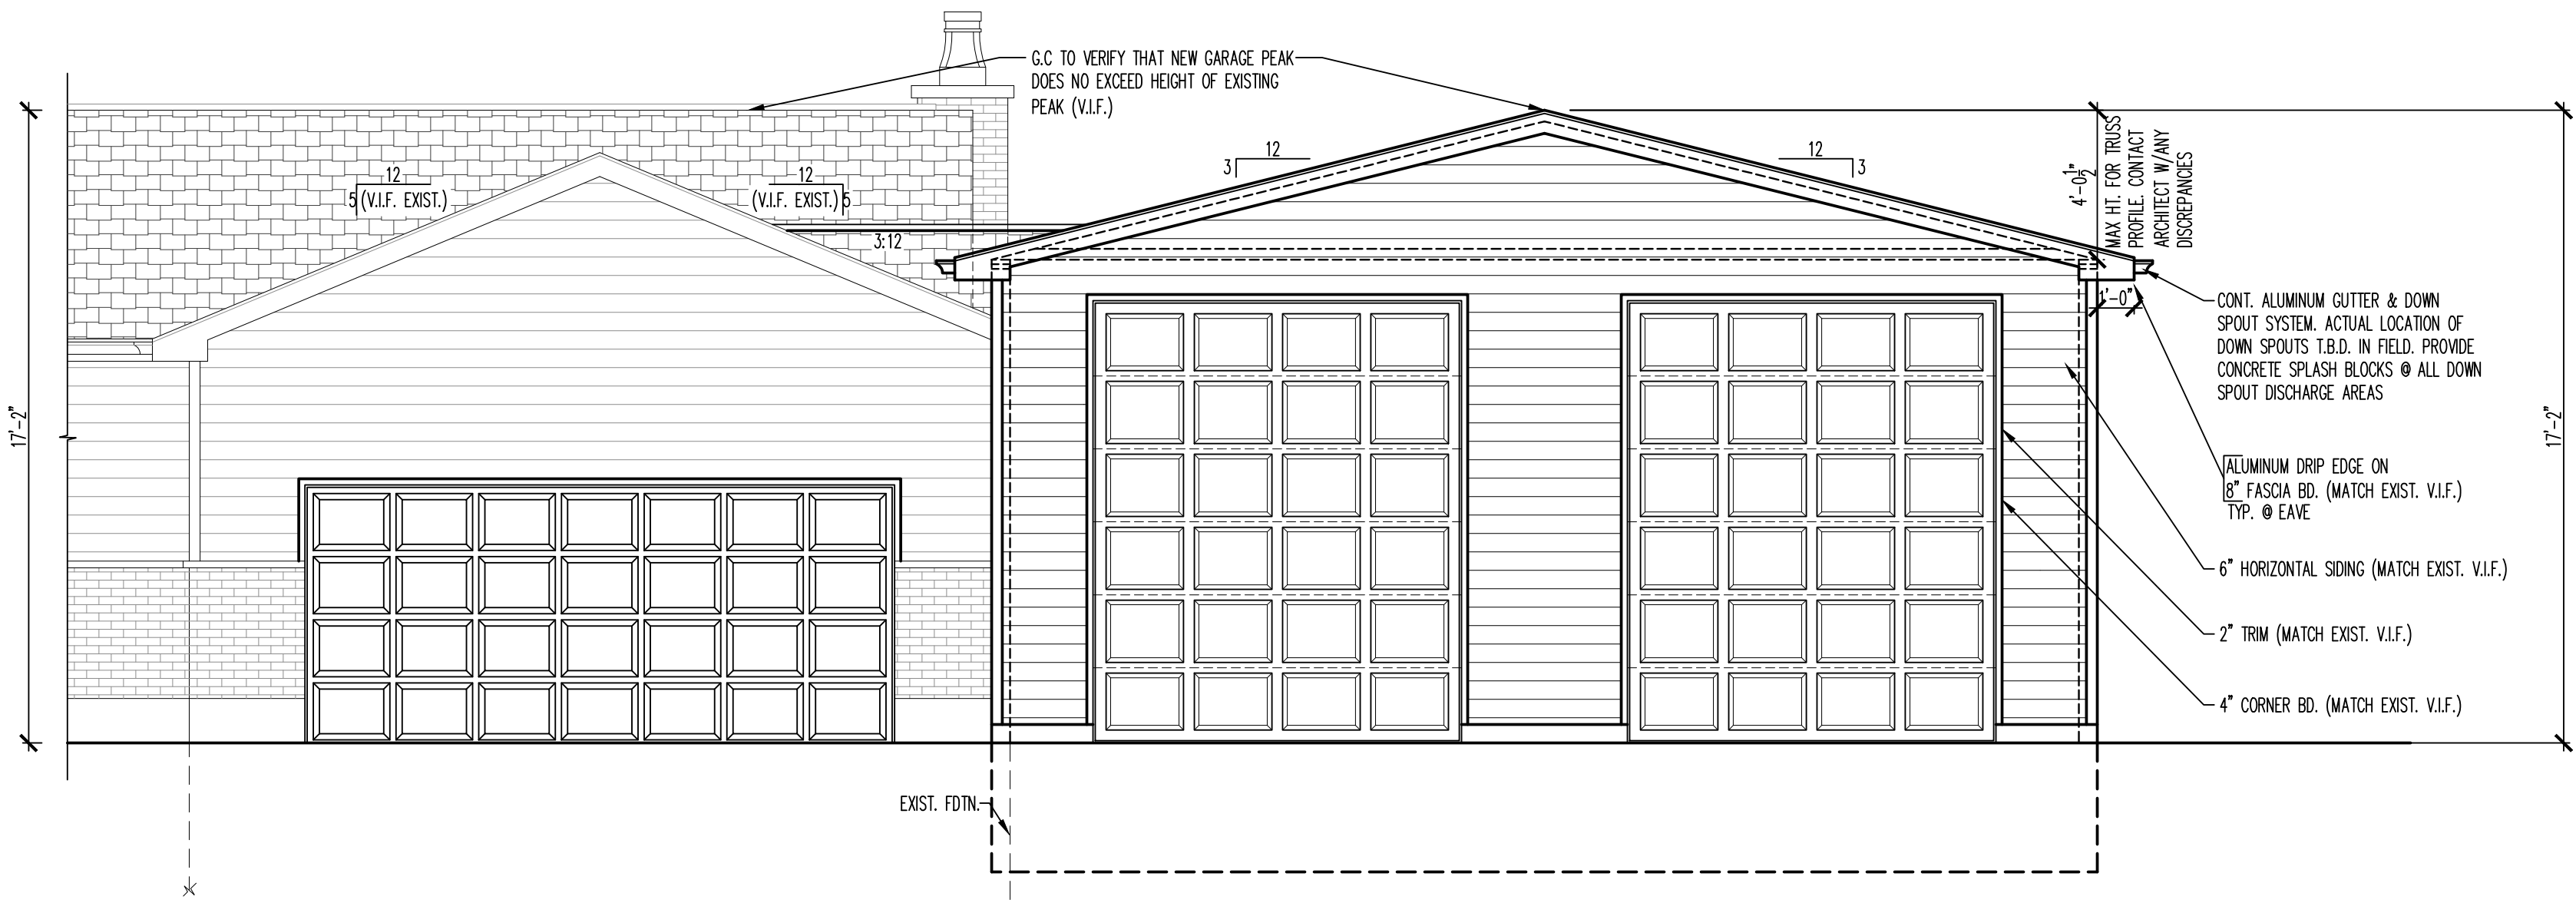 G.C TO VERIFY THAT NEW GARAGE PEAK
DOES NO EXCEED HEIGHT OF EXISTING
PEAK (V.I.F.)
12
5 (V.I.F. EXIST.)
12
(V.I.F. EXIST.) 5
3:12
12
3
12
3
4'-0 1/2"
MAX HT. FOR TRUSS
PROFILE. CONTACT
ARCHITECT W/ANY
DISCREPANCIES
1'-0"
17'-2"
17'-2"
CONT. ALUMINUM GUTTER & DOWN
SPOUT SYSTEM. ACTUAL LOCATION OF
DOWN SPOUTS T.B.D. IN FIELD. PROVIDE
CONCRETE SPLASH BLOCKS @ ALL DOWN
SPOUT DISCHARGE AREAS
ALUMINUM DRIP EDGE ON
8" FASCIA BD. (MATCH EXIST. V.I.F.)
TYP. @ EAVE
6" HORIZONTAL SIDING (MATCH EXIST. V.I.F.)
2" TRIM (MATCH EXIST. V.I.F.)
4" CORNER BD. (MATCH EXIST. V.I.F.)
EXIST. FDTN.